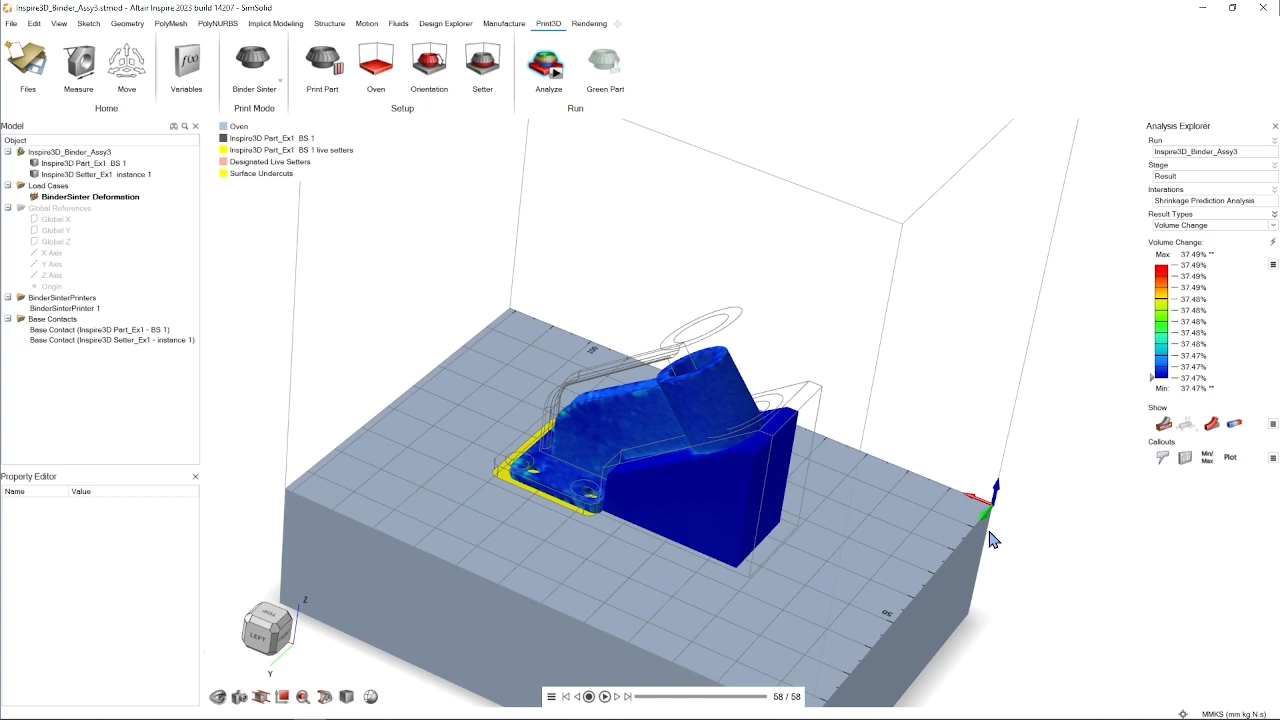 Inspire3D_Binder_Assy3.stmod - Altair Inspire 2023 build 14207 - SimSolid
File Edit View Sketch Geometry PolyMesh PolyNURBS Implicit Modeling Structure Motion Fluids Design Explorer Manufacture Print3D Rendering
f(x)
Files Measure Move Variables Binder Sinter Print Part Oven Orientation Setter Analyze Green Part
Home Print Mode Setup Run
Model
Object
Inspire3D_Binder_Assy3
Inspire3D Part_Ex1 BS 1
Inspire3D Setter_Ex1 instance 1
Load Cases
BinderSinter Deformation
Global References
Global X
Global Y
Global Z
X Axis
Y Axis
Z Axis
Origin
BinderSinterPrinters
BinderSinterPrinter 1
Base Contacts
Base Contact (Inspire3D Part_Ex1 - BS 1)
Base Contact (Inspire3D Setter_Ex1 - instance 1)
Property Editor
Name Value
Oven
Inspire3D Part_Ex1 BS 1
Inspire3D Part_Ex1 BS 1 live setters
Designated Live Setters
Surface Undercuts
100
50
TOP
LEFT
Z
Y
58 / 58
Analysis Explorer
Run
Inspire3D_Binder_Assy3
Stage
Result
Interations
Shrinkage Prediction Analysis
Result Types
Volume Change
Volume Change:
Max: 37.49% **
37.49%
37.49%
37.49%
37.48%
37.48%
37.48%
37.48%
37.48%
37.47%
37.47%
37.47%
Min: 37.47% **
Show
Callouts
Min/
Max
Plot
MMKS (mm kg N s)